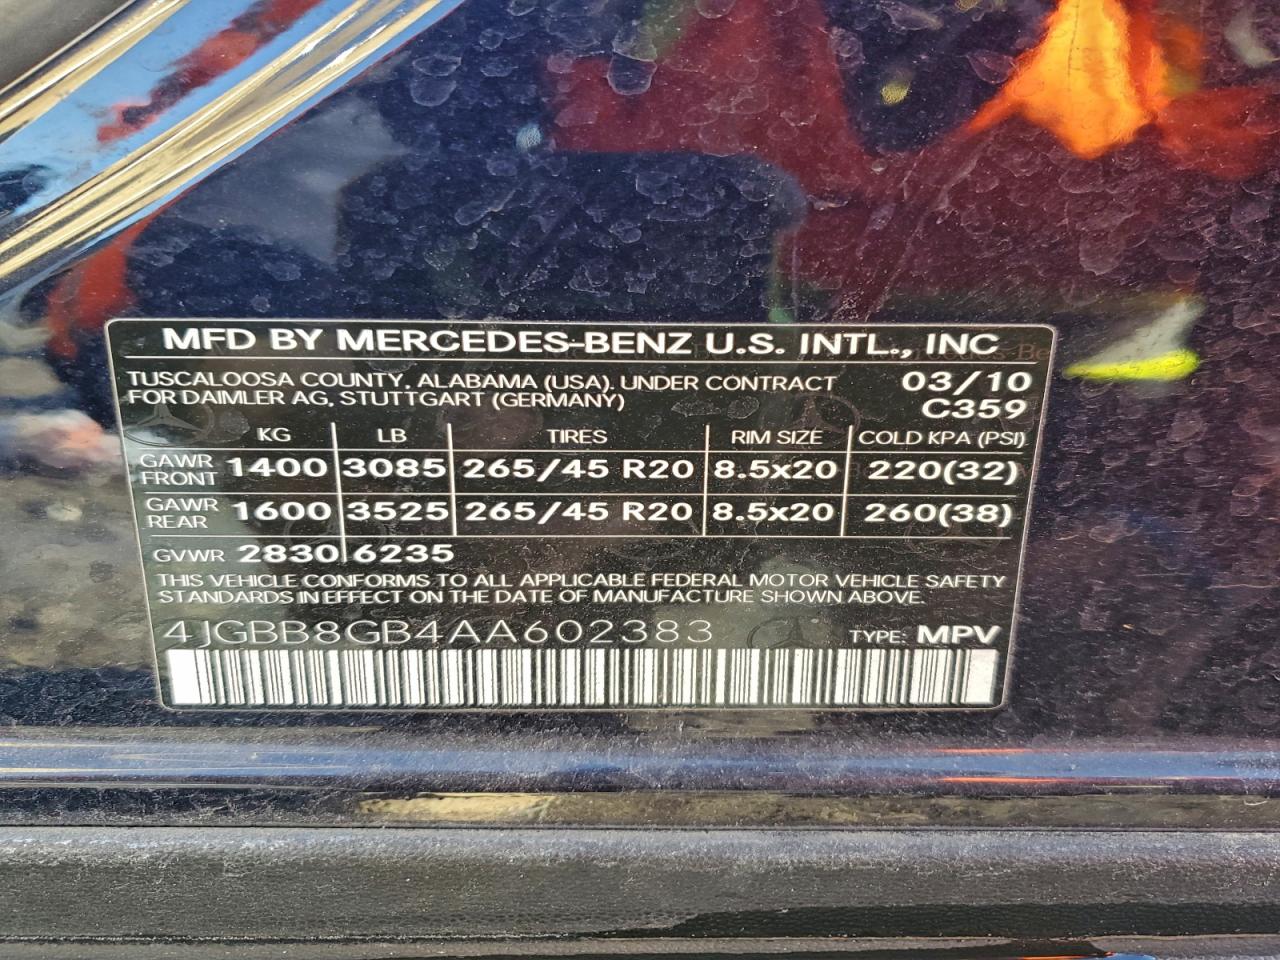 MFD BY MERCEDES-BENZ U.S. INTL., INC
TUSCALOOSA COUNTY, ALABAMA (USA). UNDER CONTRACT 03/10
FOR DAIMLER AG, STUTTGART (GERMANY) C359
KG LB TIRES RIM SIZE COLD KPA (PSI)
GAWR FRONT 1400 3085 265/45 R20 8.5x20 220(32)
GAWR REAR 1600 3525 265/45 R20 8.5x20 260(38)
GVWR 2830 6235
THIS VEHICLE CONFORMS TO ALL APPLICABLE FEDERAL MOTOR VEHICLE SAFETY
STANDARDS IN EFFECT ON THE DATE OF MANUFACTURE SHOWN ABOVE.
4JGBB8GB4AA602383 TYPE: MPV